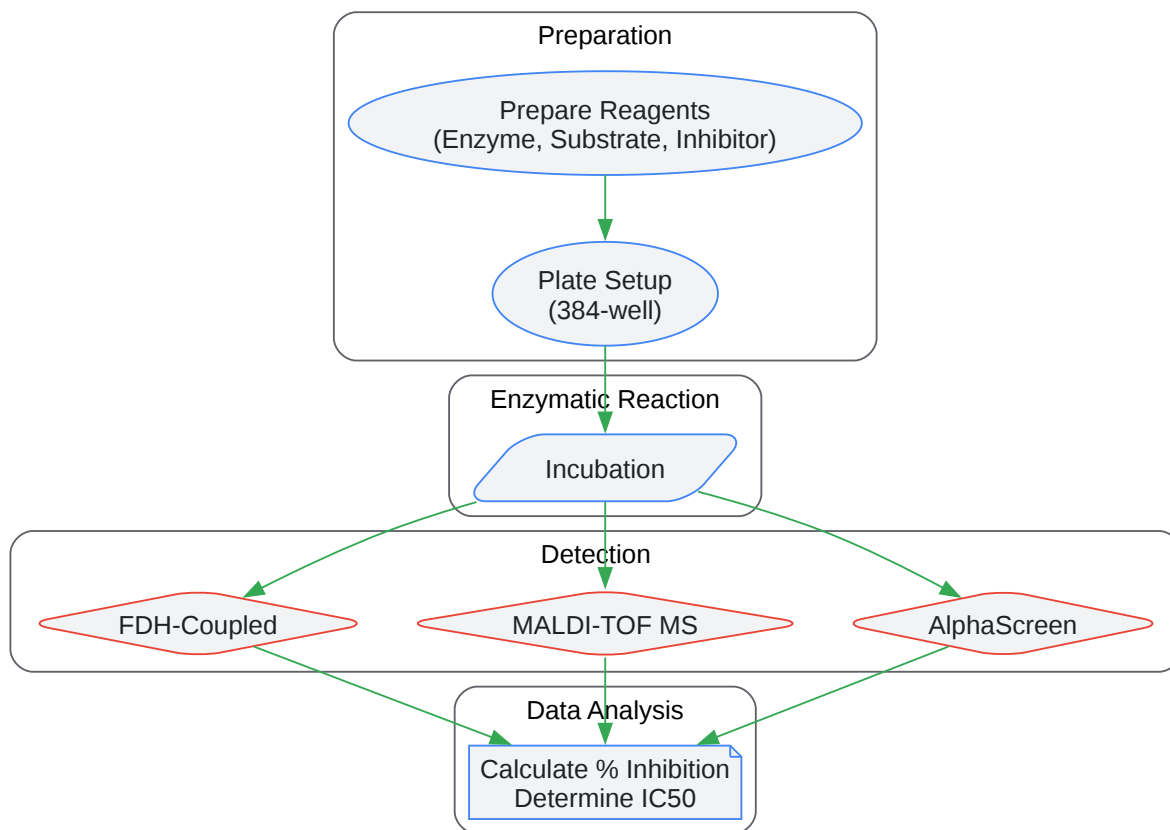 Preparation
Prepare Reagents
(Enzyme, Substrate, Inhibitor)
Plate Setup
(384-well)
Enzymatic Reaction
Incubation
Detection
FDH-Coupled
MALDI-TOF MS
AlphaScreen
Data Analysis
Calculate % Inhibition
Determine IC50